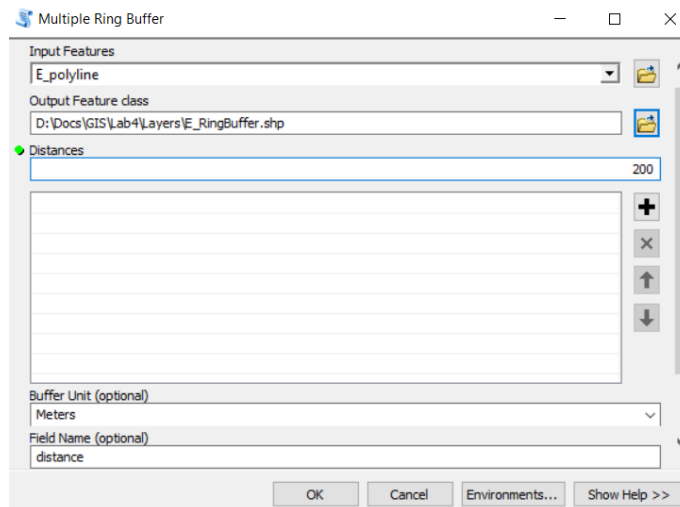 Multiple Ring Buffer
Input Features
E_polyline
Output Feature class
D:\Docs\GIS\Lab4\Layers\E_RingBuffer.shp
Distances
200
Buffer Unit (optional)
Meters
Field Name (optional)
distance
OK Cancel Environments... Show Help >>